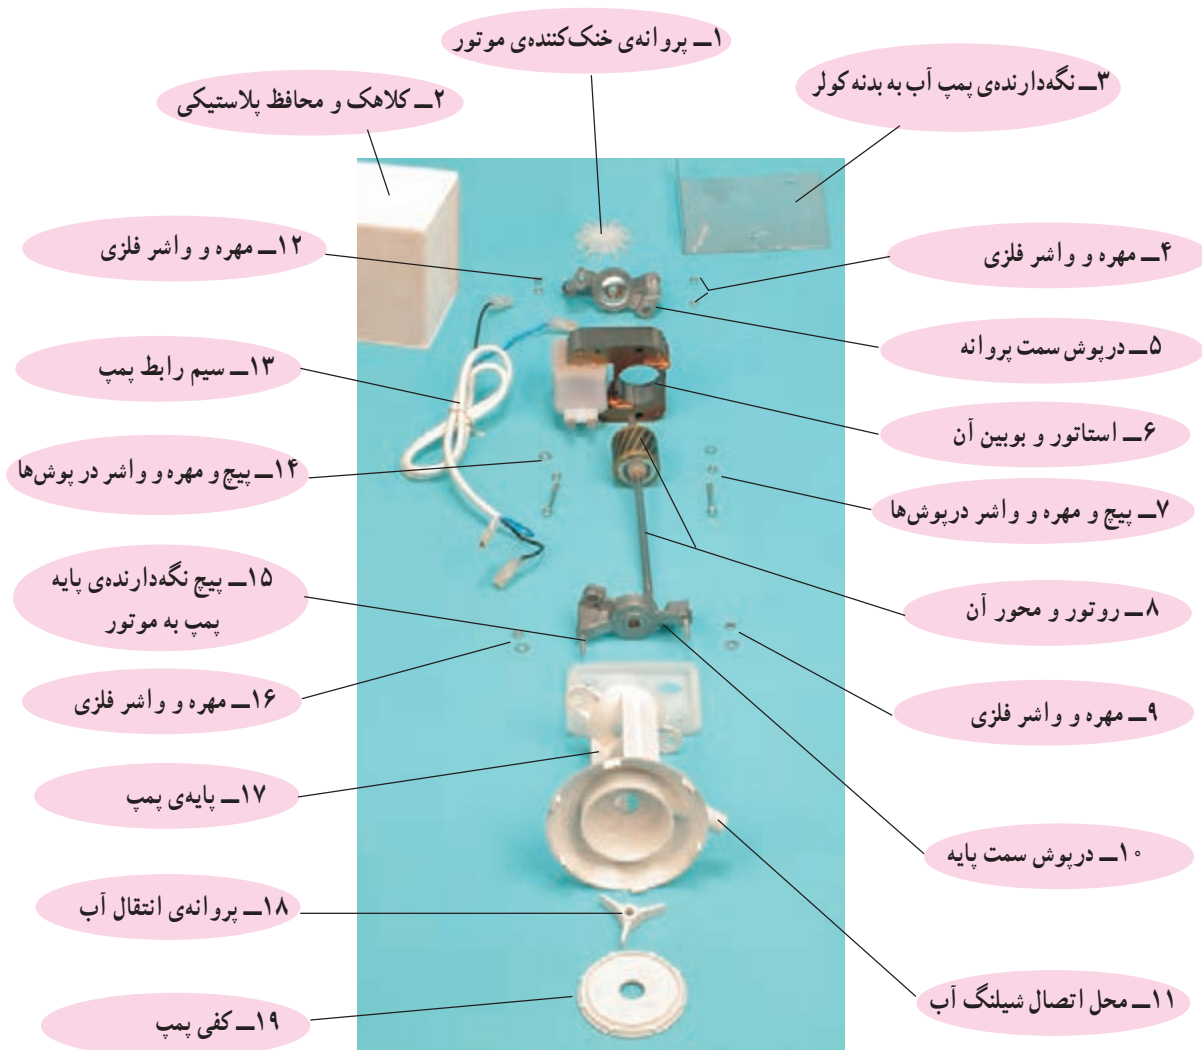 ۱ــ پروانه‌ی خنک‌کننده‌ی موتور
۲ــ کلاهک و محافظ پلاستیکی
۳ــ نگه‌دارنده‌ی پمپ آب به بدنه کولر
۴ــ مهره و واشر فلزی
۵ــ درپوش سمت پروانه
۶ــ استاتور و بوبین آن
۷ــ پیچ و مهره و واشر درپوش‌ها
۸ــ روتور و محور آن
۹ــ مهره و واشر فلزی
۱۰ــ درپوش سمت پایه
۱۱ــ محل اتصال شیلنگ آب
۱۲ــ مهره و واشر فلزی
۱۳ــ سیم رابط پمپ
۱۴ــ پیچ و مهره و واشر در پوش‌ها
۱۵ــ پیچ نگه‌دارنده‌ی پایه
پمپ به موتور
۱۶ــ مهره و واشر فلزی
۱۷ــ پایه‌ی پمپ
۱۸ــ پروانه‌ی انتقال آب
۱۹ــ کفی پمپ